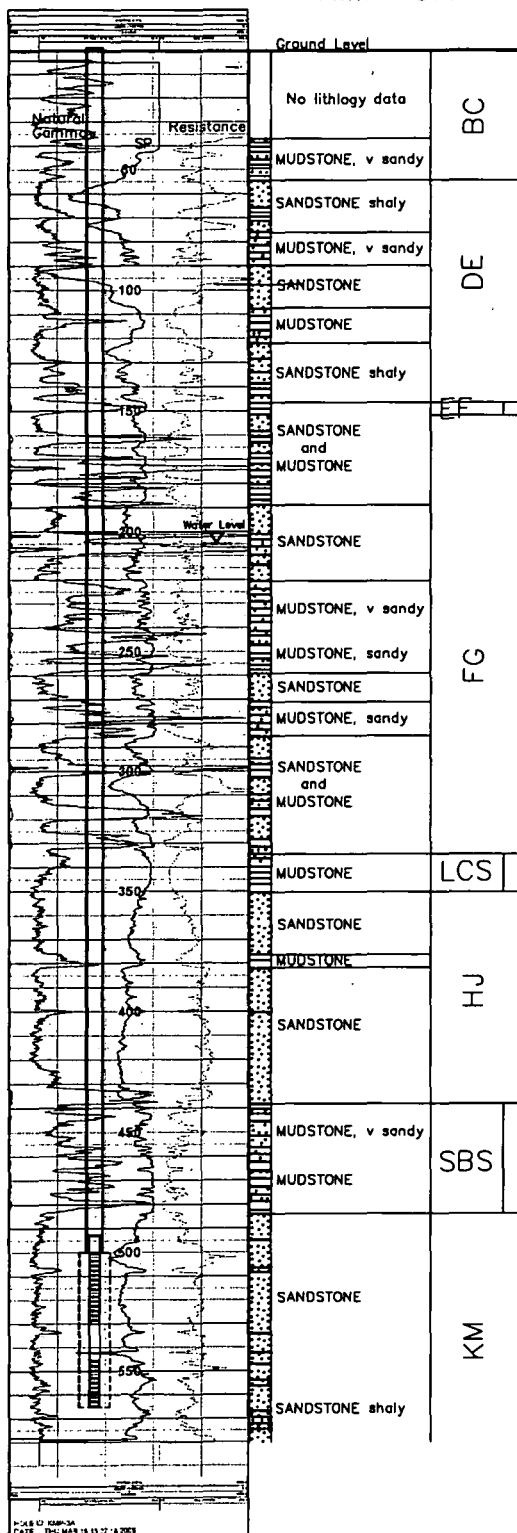 Ground Level
No lithlogy data
BC
Natural
Gamma
SP
Resistance
MUDSTONE, v sandy
50
SANDSTONE shaly
MUDSTONE, v sandy
DE
SANDSTONE
100
MUDSTONE
SANDSTONE shaly
EF
150
SANDSTONE
and
MUDSTONE
Water Level
200
SANDSTONE
MUDSTONE, v sandy
250
MUDSTONE, sandy
FG
SANDSTONE
MUDSTONE, sandy
300
SANDSTONE
and
MUDSTONE
MUDSTONE
LCS
350
SANDSTONE
MUDSTONE
HJ
400
SANDSTONE
450
MUDSTONE, v sandy
SBS
MUDSTONE
500
SANDSTONE
KM
550
SANDSTONE shaly